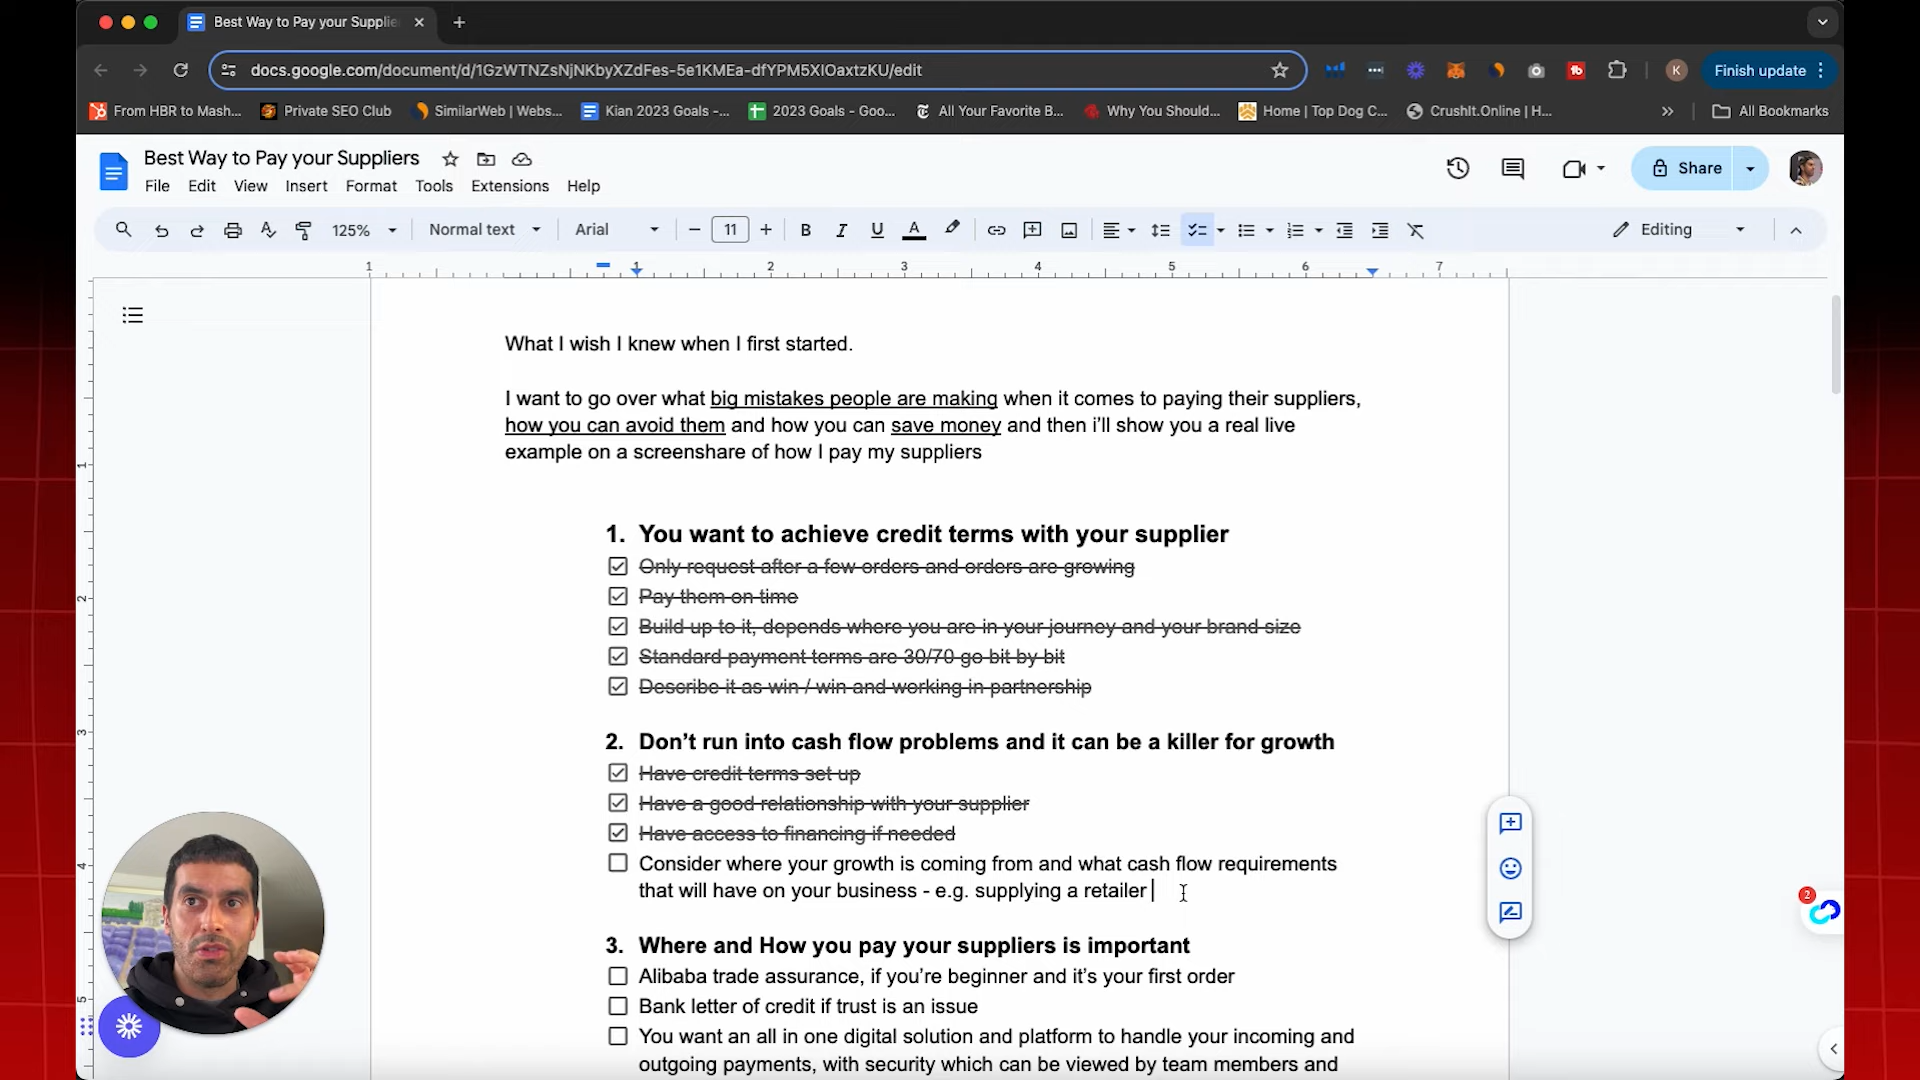 Best Way to Pay your Supplie
docs.google.com/document/d/1GzWTNZsNjNKbyXZdFes-5e1KMEa-dfYPM5XIOaxtzKU/edit
K
Finish update
From HBR to Mash...
Private SEO Club
SimilarWeb | Webs...
Kian 2023 Goals -...
2023 Goals - Goo...
All Your Favorite B...
Why You Should...
Home | Top Dog C...
CrushIt.Online | H...
All Bookmarks
Best Way to Pay your Suppliers
File Edit View Insert Format Tools Extensions Help
Share
125%
Normal text
Arial
11
Editing
1 1 2 3 4 5 6 7
What I wish I knew when I first started.
I want to go over what big mistakes people are making when it comes to paying their suppliers,
how you can avoid them and how you can save money and then i'll show you a real live
example on a screenshare of how I pay my suppliers
1. You want to achieve credit terms with your supplier
Only request after a few orders and orders are growing
Pay them on time
Build up to it, depends where you are in your journey and your brand size
Standard payment terms are 30/70 go bit by bit
Describe it as win / win and working in partnership
2. Don't run into cash flow problems and it can be a killer for growth
Have credit terms set up
Have a good relationship with your supplier
Have access to financing if needed
Consider where your growth is coming from and what cash flow requirements
that will have on your business - e.g. supplying a retailer
3. Where and How you pay your suppliers is important
Alibaba trade assurance, if you're beginner and it's your first order
Bank letter of credit if trust is an issue
You want an all in one digital solution and platform to handle your incoming and
outgoing payments, with security which can be viewed by team members and
1
2
3
4
5
2